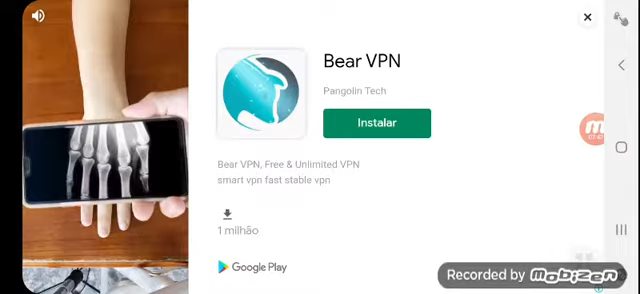 Bear VPN
Pangolin Tech
Instalar
Bear VPN, Free & Unlimited VPN
smart vpn fast stable vpn
1 milhão
Google Play
Recorded by Mobizen